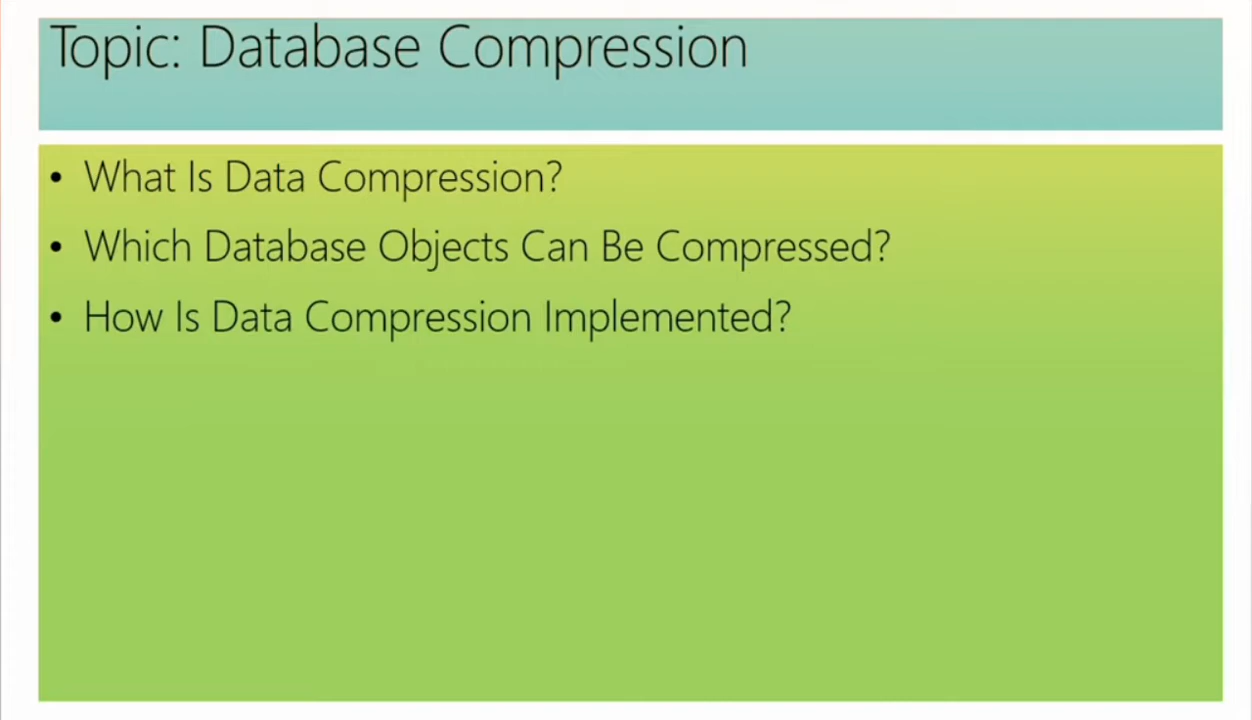 Topic: Database Compression
• What Is Data Compression?
• Which Database Objects Can Be Compressed?
• How Is Data Compression Implemented?